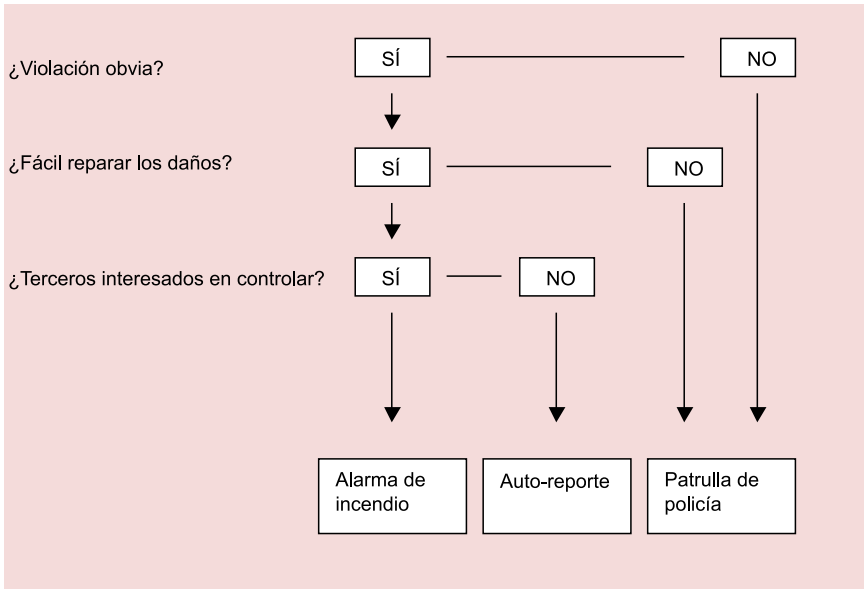 ¿Violación obvia?
SÍ
NO
¿Fácil reparar los daños?
SÍ
NO
¿Terceros interesados en controlar?
SÍ
NO
Alarma de
incendio
Auto-reporte
Patrulla de
policía